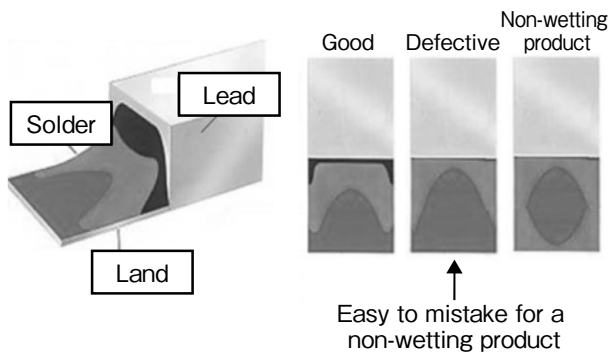 Solder
Lead
Land
Good
Defective
Non-wetting
product
Easy to mistake for a
non-wetting product